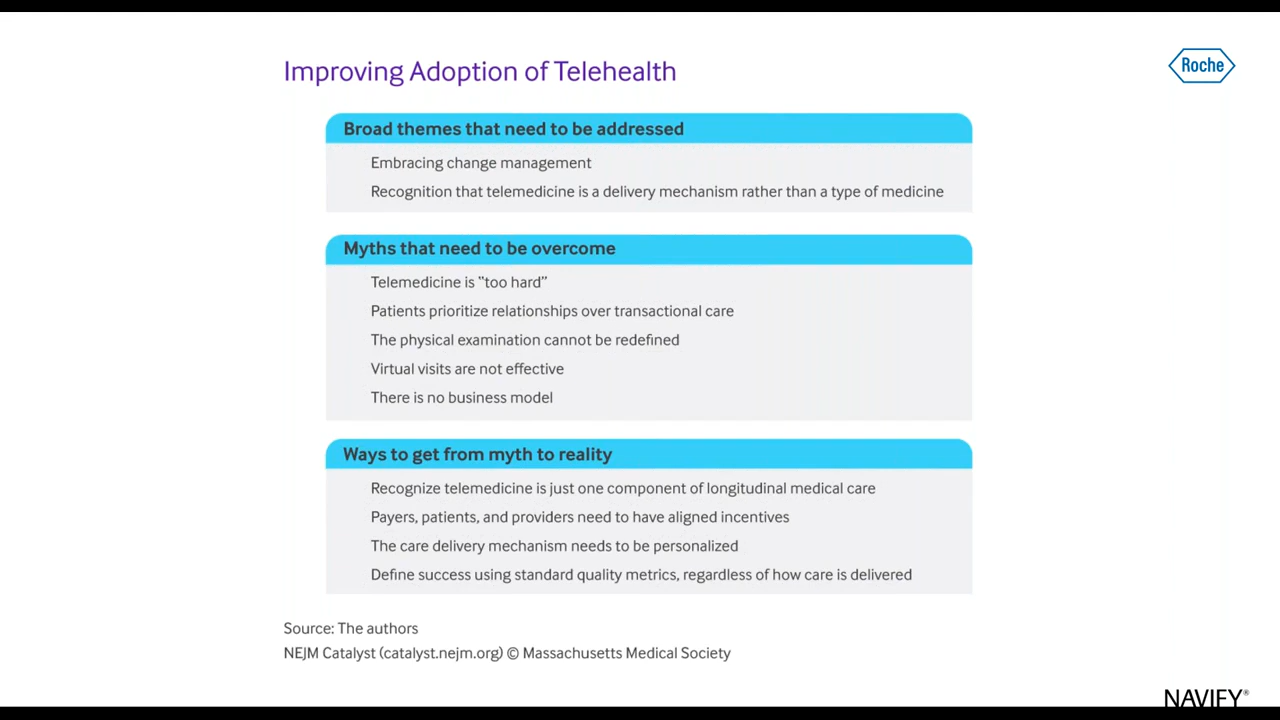 Improving Adoption of Telehealth
Roche
Broad themes that need to be addressed
Embracing change management
Recognition that telemedicine is a delivery mechanism rather than a type of medicine
Myths that need to be overcome
Telemedicine is “too hard”
Patients prioritize relationships over transactional care
The physical examination cannot be redefined
Virtual visits are not effective
There is no business model
Ways to get from myth to reality
Recognize telemedicine is just one component of longitudinal medical care
Payers, patients, and providers need to have aligned incentives
The care delivery mechanism needs to be personalized
Define success using standard quality metrics, regardless of how care is delivered
Source: The authors
NEJM Catalyst (catalyst.nejm.org) © Massachusetts Medical Society
NAVIFY®